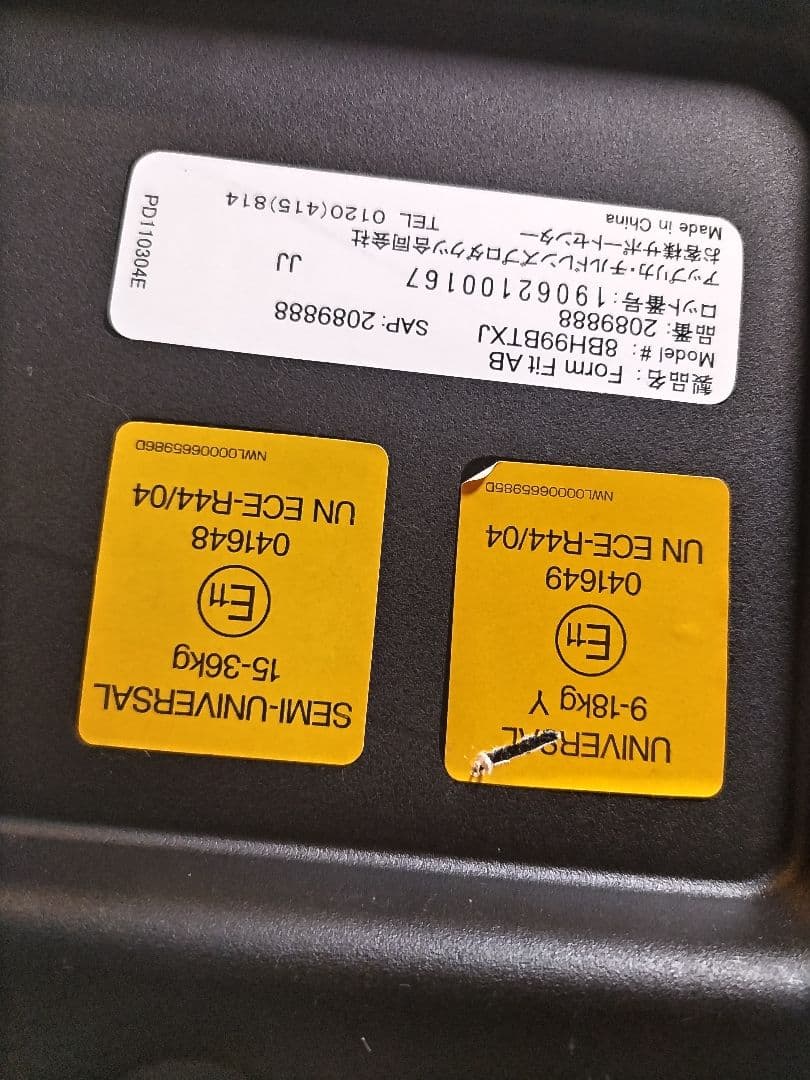 製品名: Form Fit AB
Model #: 8BH99BTXJ SAP: 2089888
品番: 2089888
ロット番号: 19062100167 JJ
アップリカ・チルドレンズプロダクツ合同会社
お客様サポートセンター TEL 0120(415)814
Made in China
PD110304E
UNIVERSAL
9-18kg Y
E11
041649
UN ECE-R44/04
NWL0000665985D
SEMI-UNIVERSAL
15-36kg
E11
041648
UN ECE-R44/04
NWL0000665986D